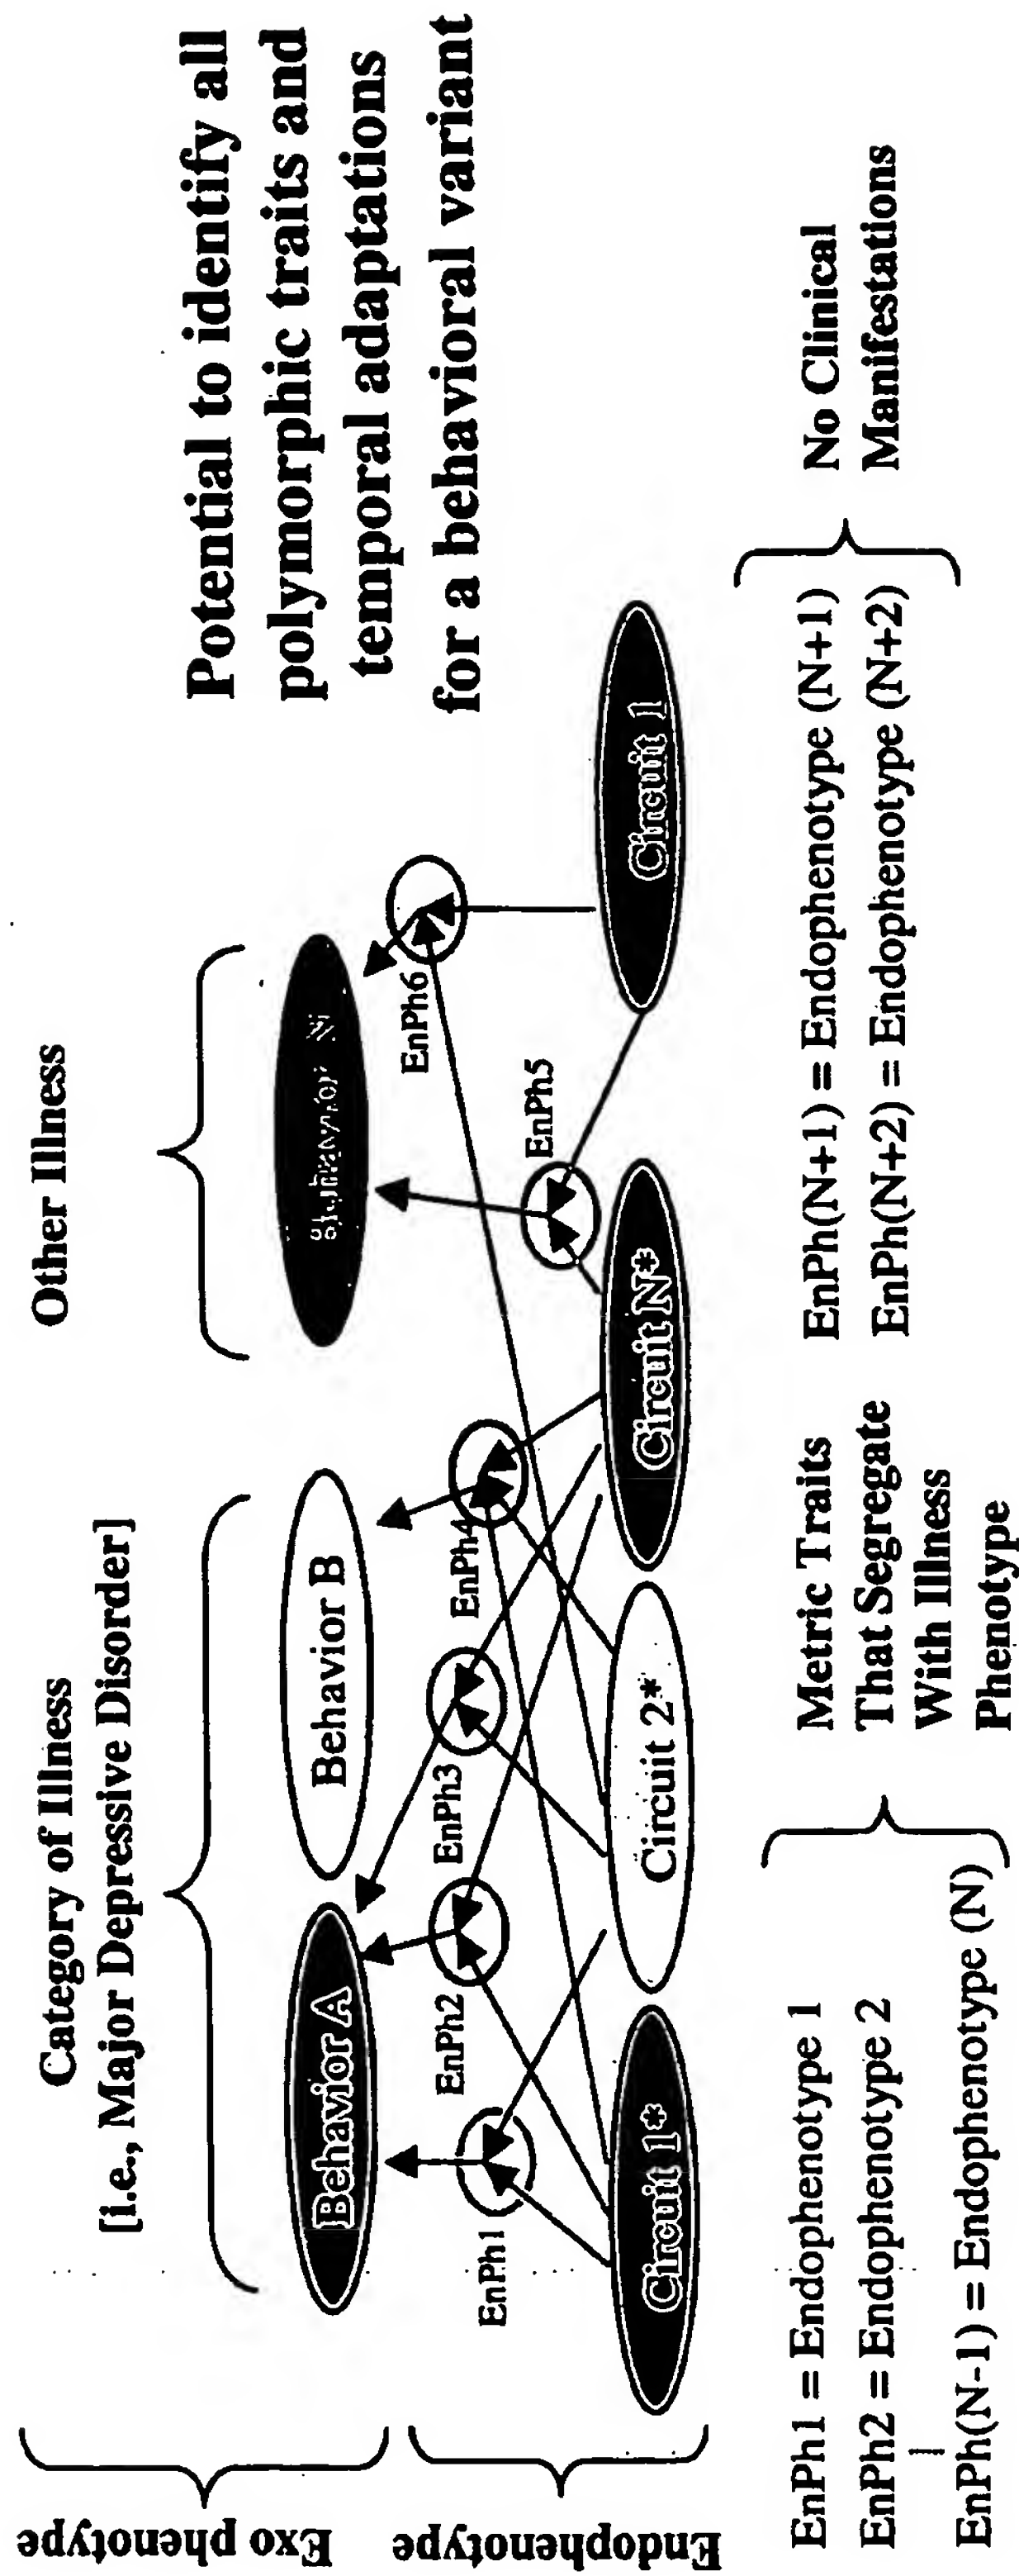 Category of Illness
[i.e., Major Depressive Disorder]
Other Illness
Potential to identify all
polymorphic traits and
temporal adaptations
for a behavioral variant
Exo phenotype
Behavior A
Behavior B
EnPh1
EnPh2
EnPh3
EnPh4
EnPh5
EnPh6
Endophenotype
Circuit 1*
Circuit 2*
Circuit N*
Circuit 1
EnPh1 = Endophenotype 1
EnPh2 = Endophenotype 2
EnPh(N-1) = Endophenotype (N)
Metric Traits
That Segregate
With Illness
Phenotype
EnPh(N+1) = Endophenotype (N+1)
EnPh(N+2) = Endophenotype (N+2)
No Clinical
Manifestations